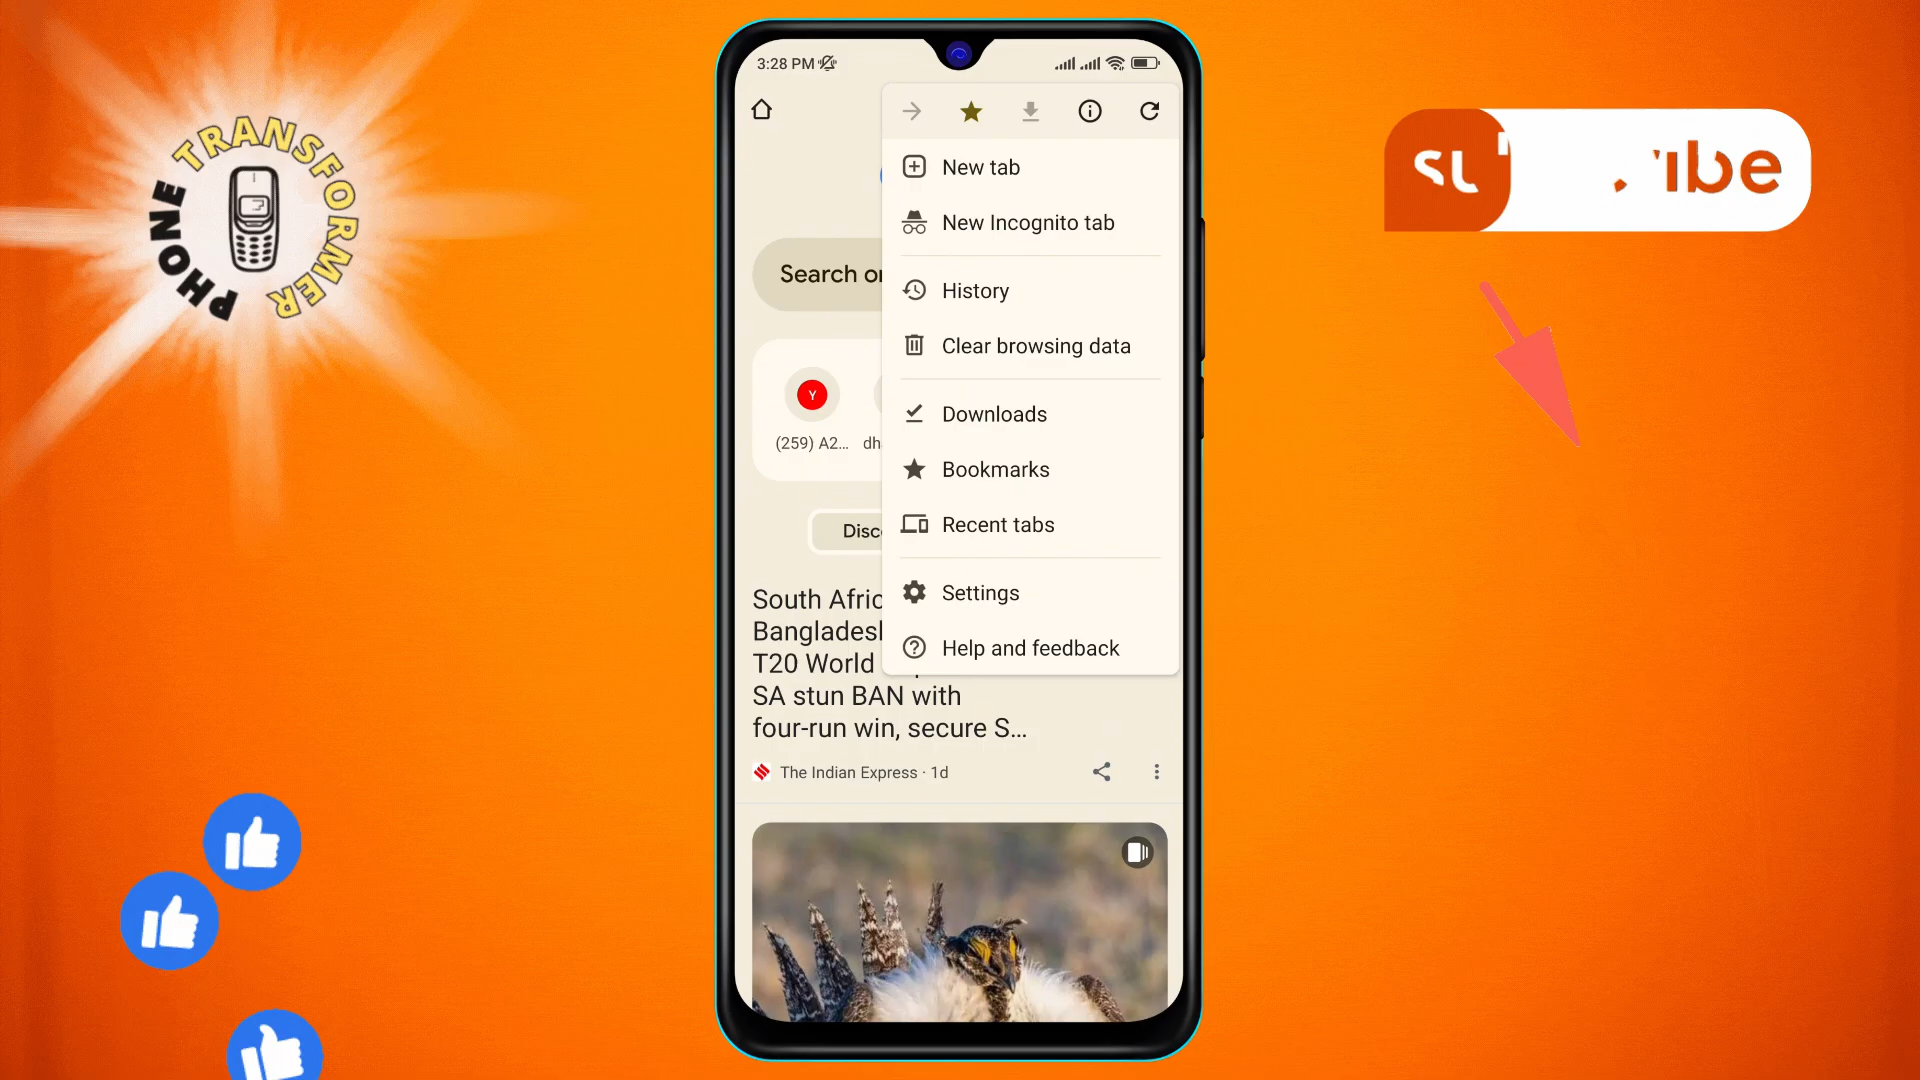 PHONE TRANSFORMER
3:28 PM
New tab
New Incognito tab
Search
History
Clear browsing data
Y
(259) A2...
Downloads
Bookmarks
Recent tabs
Settings
Help and feedback
South Afric
Bangladesh
T20 World
SA stun BAN with
four-run win, secure S...
The Indian Express · 1d